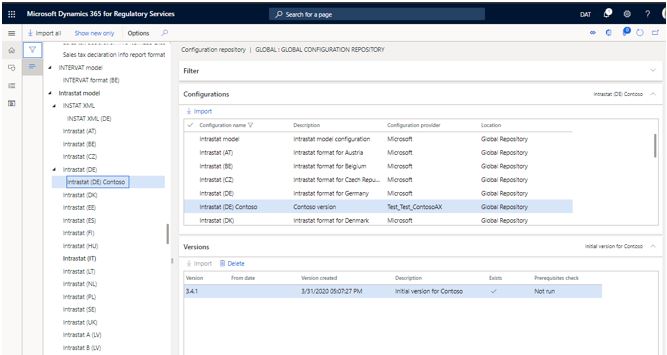 Microsoft Dynamics 365 for Regulatory Services
Search for a page
DAT
Import all
Show new only
Options
Sales tax declaration info report format
INTERVAT model
INTERVAT format (BE)
Intrastat model
INSTAT XML
INSTAT XML (DE)
Intrastat (AT)
Intrastat (BE)
Intrastat (CZ)
Intrastat (DE)
Intrastat (DE) Contoso
Intrastat (DK)
Intrastat (EE)
Intrastat (ES)
Intrastat (FI)
Intrastat (HU)
Intrastat (IT)
Intrastat (LT)
Intrastat (NL)
Intrastat (PL)
Intrastat (SE)
Intrastat (UK)
Intrastat A (LV)
Intrastat B (LV)
Configuration repository | GLOBAL : GLOBAL CONFIGURATION REPOSITORY
Filter
Configurations Intrastat (DE) Contoso
Import
Configuration name Description Configuration provider Location
Intrastat model Intrastat model configuration Microsoft Global Repository
Intrastat (AT) Intrastat format for Austria Microsoft Global Repository
Intrastat (BE) Intrastat format for Belgium Microsoft Global Repository
Intrastat (CZ) Intrastat format for Czech Repu... Microsoft Global Repository
Intrastat (DE) Intrastat format for Germany Microsoft Global Repository
Intrastat (DE) Contoso Contoso version Test_Test_ContosoAX Global Repository
Intrastat (DK) Intrastat format for Denmark Microsoft Global Repository
Versions Initial version for Contoso
Import Delete
Version From date Version created Description Exists Prerequisites check
3.4.1 3/31/2020 05:07:27 PM Initial version for Contoso Not run